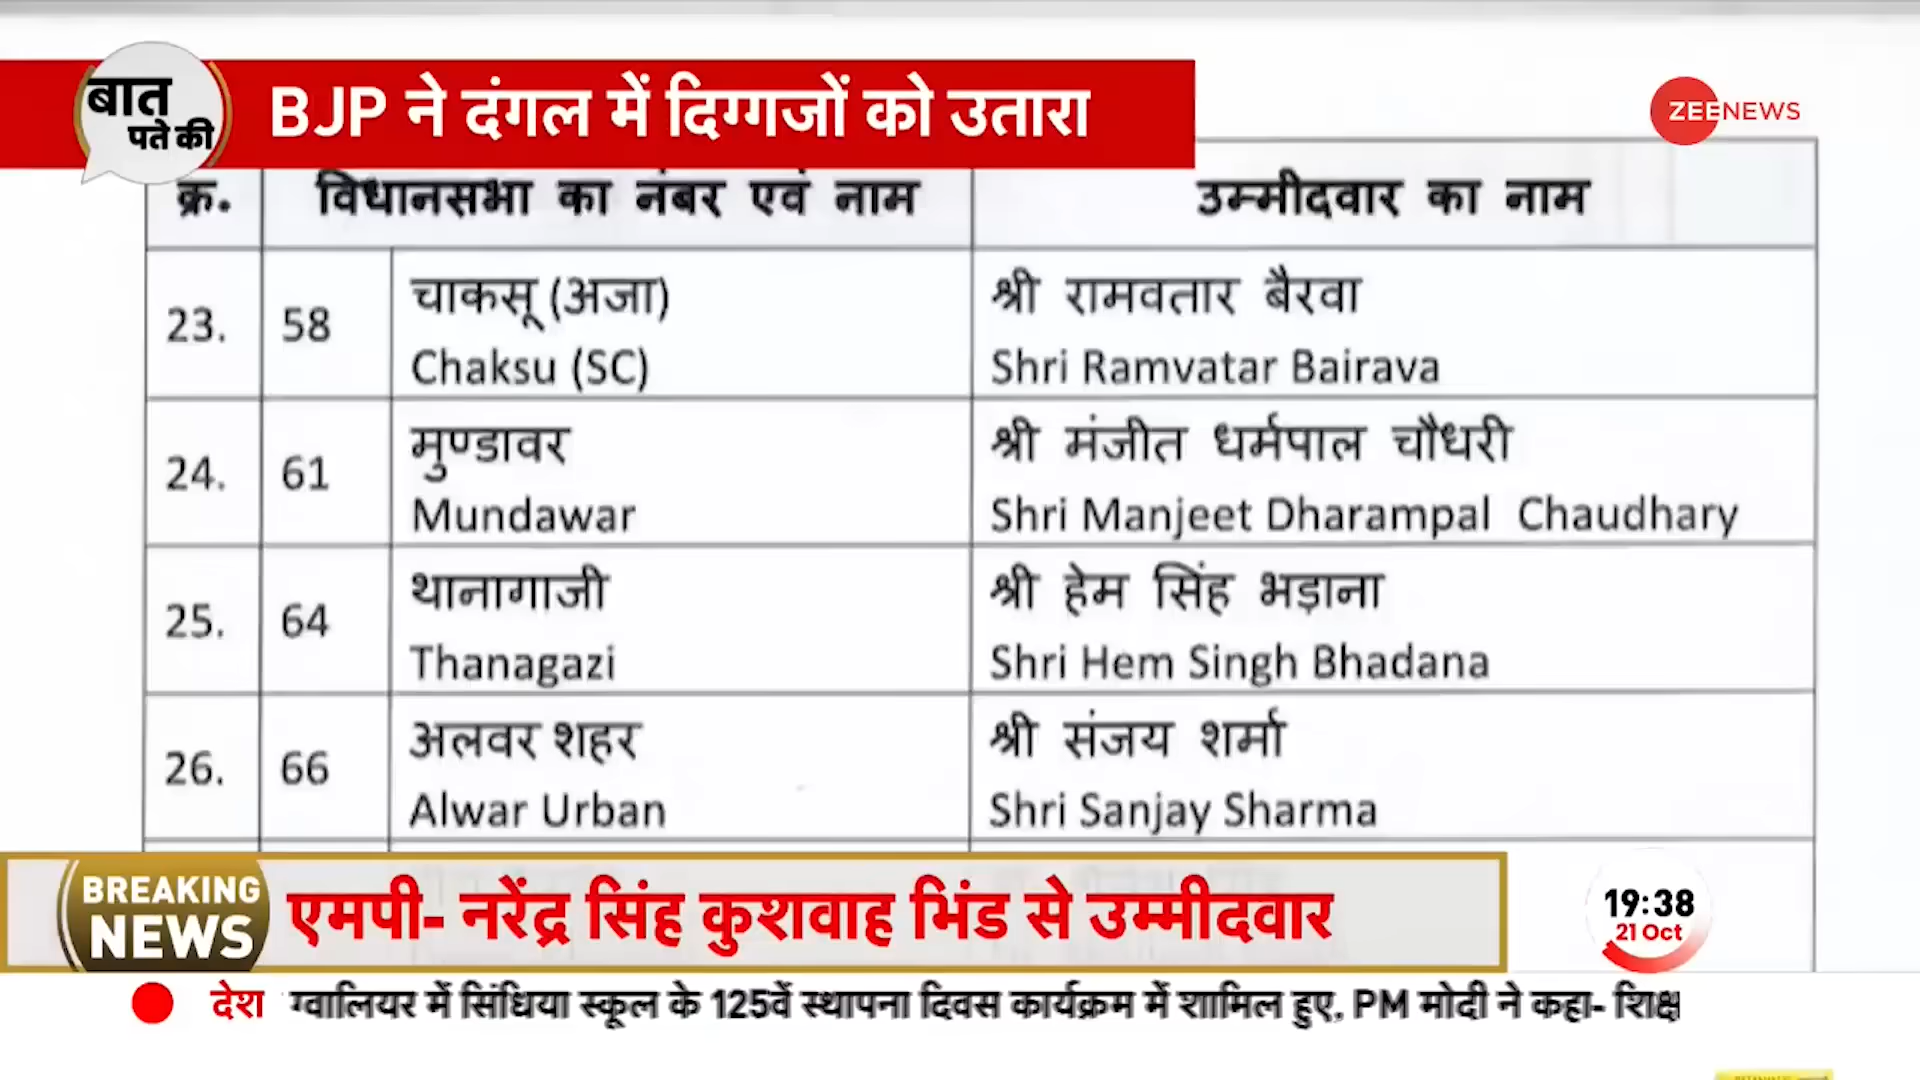 बात
पते की
BJP ने दंगल में दिग्गजों को उतारा
ZEENEWS
क्र. विधानसभा का नंबर एवं नाम उम्मीदवार का नाम
23. 58 चाकसू (अजा) श्री रामवतार बैरवा
Chaksu (SC) Shri Ramvatar Bairava
24. 61 मुण्डावर श्री मंजीत धर्मपाल चौधरी
Mundawar Shri Manjeet Dharampal Chaudhary
25. 64 थानागाजी श्री हेम सिंह भड़ाना
Thanagazi Shri Hem Singh Bhadana
26. 66 अलवर शहर श्री संजय शर्मा
Alwar Urban Shri Sanjay Sharma
BREAKING
NEWS
एमपी- नरेंद्र सिंह कुशवाह भिंड से उम्मीदवार
19:38
21 Oct
देश ग्वालियर में सिंधिया स्कूल के 125वें स्थापना दिवस कार्यक्रम में शामिल हुए, PM मोदी ने कहा- शिक्ष